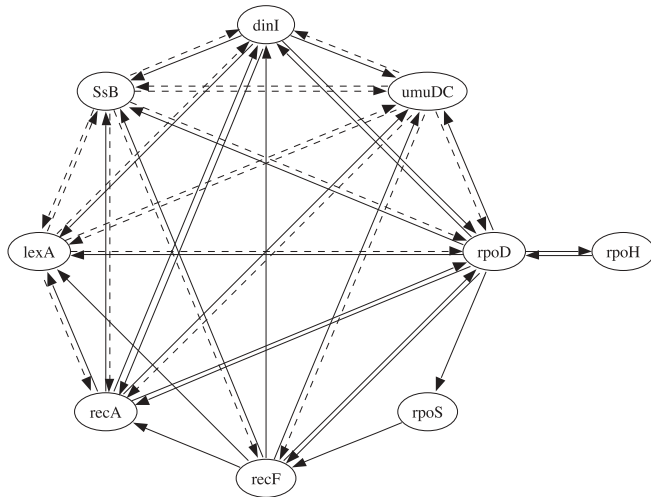 dinI
SsB
umuDC
lexA
rpoD
rpoH
recA
rpoS
recF